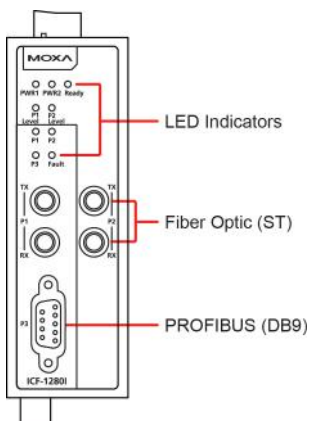 MOXA
PWR1 PWR2 Ready
P1 P2
Level Level
P1 P2
P3 Fault
LED Indicators
TX TX
P1 P2
RX RX
Fiber Optic (ST)
P3
PROFIBUS (DB9)
ICF-1280I